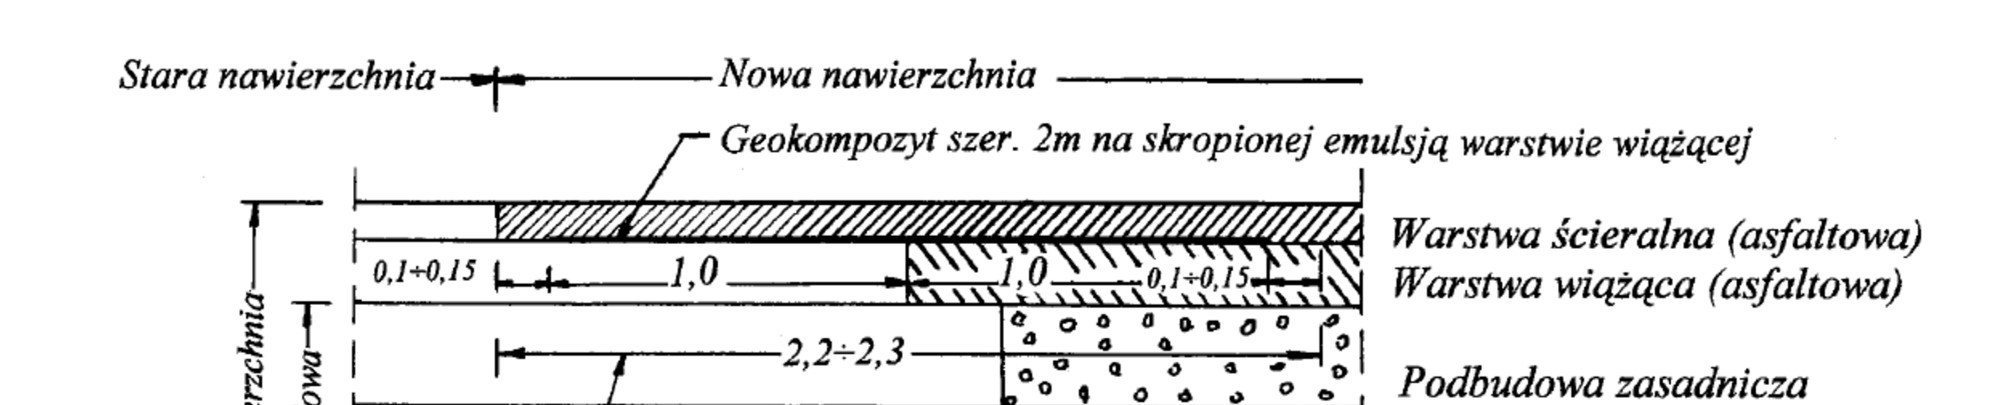 Stara nawierzchnia
Nowa nawierzchnia
Geokompozyt szer. 2m na skropionej emulsją warstwie wiążącej
Warstwa ścieralna (asfaltowa)
0,1÷0,15
1,0
1,0
0,1÷0,15
Warstwa wiążąca (asfaltowa)
2,2÷2,3
Podbudowa zasadnicza